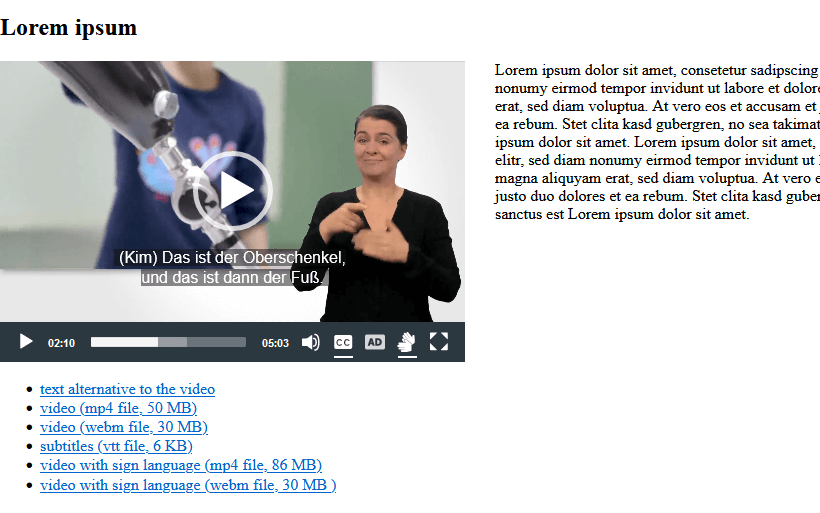 Lorem ipsum
(Kim) Das ist der Oberschenkel,
und das ist dann der Fuß.
02:10
05:03
CC
AD
text alternative to the video
video (mp4 file, 50 MB)
video (webm file, 30 MB)
subtitles (vtt file, 6 KB)
video with sign language (mp4 file, 86 MB)
video with sign language (webm file, 30 MB )
Lorem ipsum dolor sit amet, consetetur sadipscing
nonumy eirmod tempor invidunt ut labore et dolore
erat, sed diam voluptua. At vero eos et accusam et
ea rebum. Stet clita kasd gubergren, no sea takimat
ipsum dolor sit amet. Lorem ipsum dolor sit amet,
elitr, sed diam nonumy eirmod tempor invidunt ut
magna aliquyam erat, sed diam voluptua. At vero e
justo duo dolores et ea rebum. Stet clita kasd guber
sanctus est Lorem ipsum dolor sit amet.